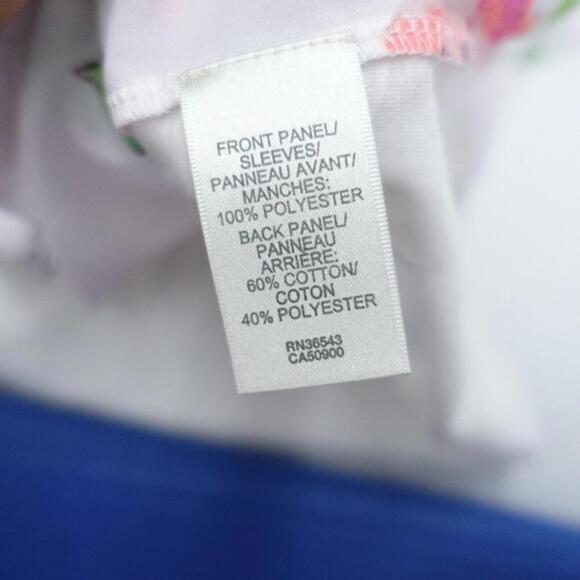 FRONT PANEL/
SLEEVES/
PANNEAU AVANT/
MANCHES:
100% POLYESTER
BACK PANEL/
PANNEAU
ARRIÈRE:
60% COTTON/
COTON
40% POLYESTER
RN36543
CA50900